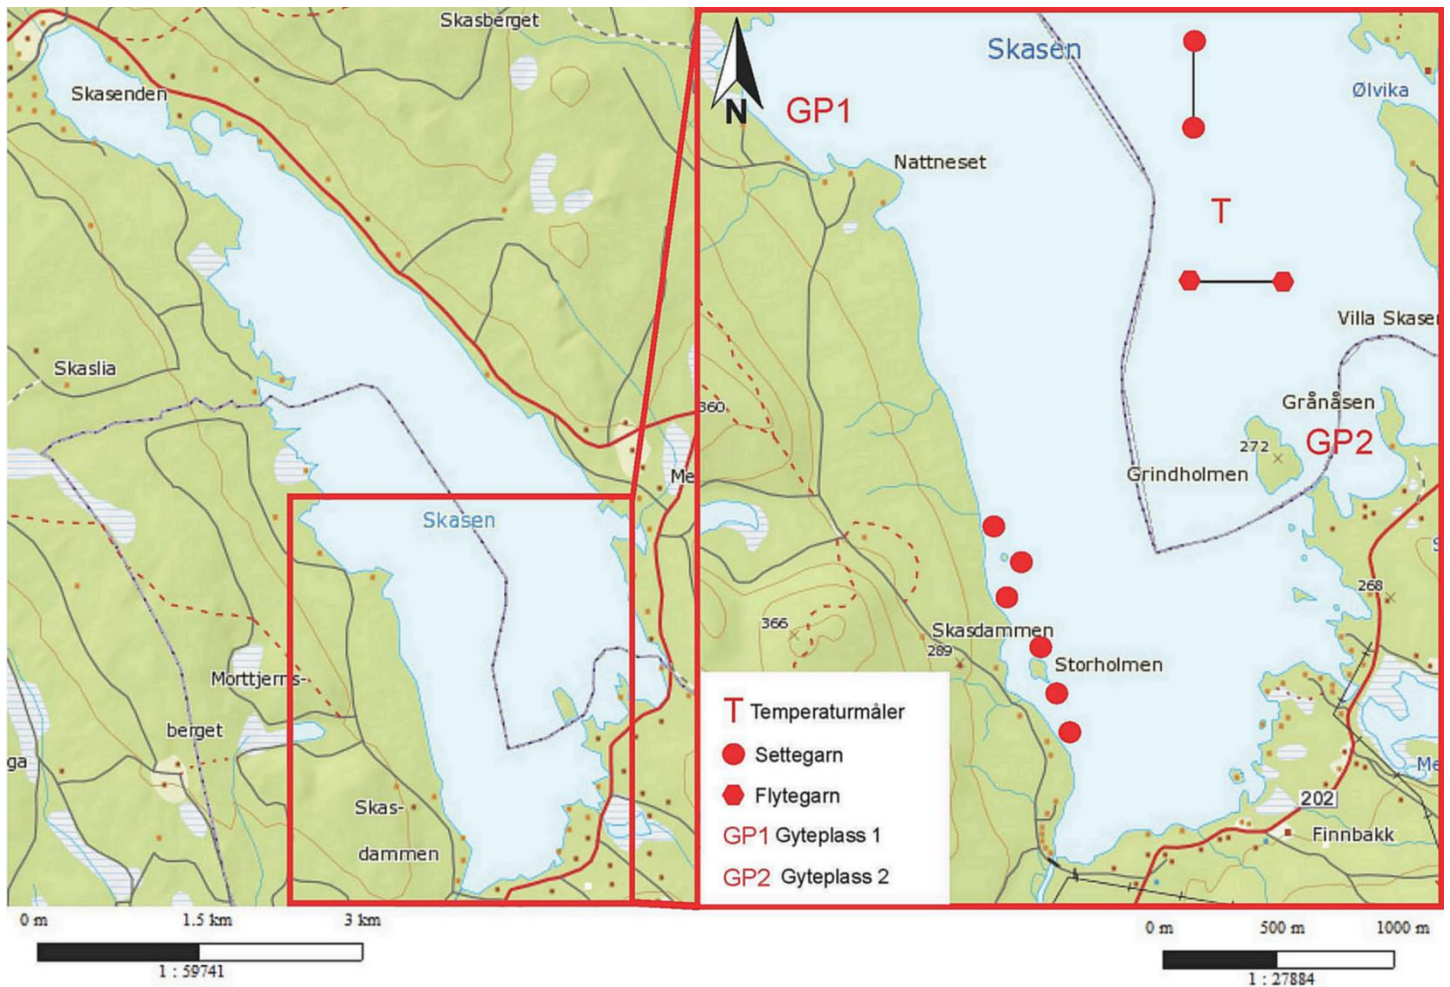 Skasberget
Skasenden
Skaslia
Skasen
Me
Morttjerns-
berget
ga
Skas-
dammen
0 m
1.5 km
3 km
1 : 59741
N
GP1
Skasen
Ølvika
Nattneset
T
Villa Skasen
360
Grånåsen
272
GP2
Grindholmen
S
268
366
Skasdammen
289
Storholmen
T Temperaturmåler
Settegarn
Flytegarn
GP1 Gyteplass 1
GP2 Gyteplass 2
Me
202
Finnbakk
0 m
500 m
1000 m
1 : 27884